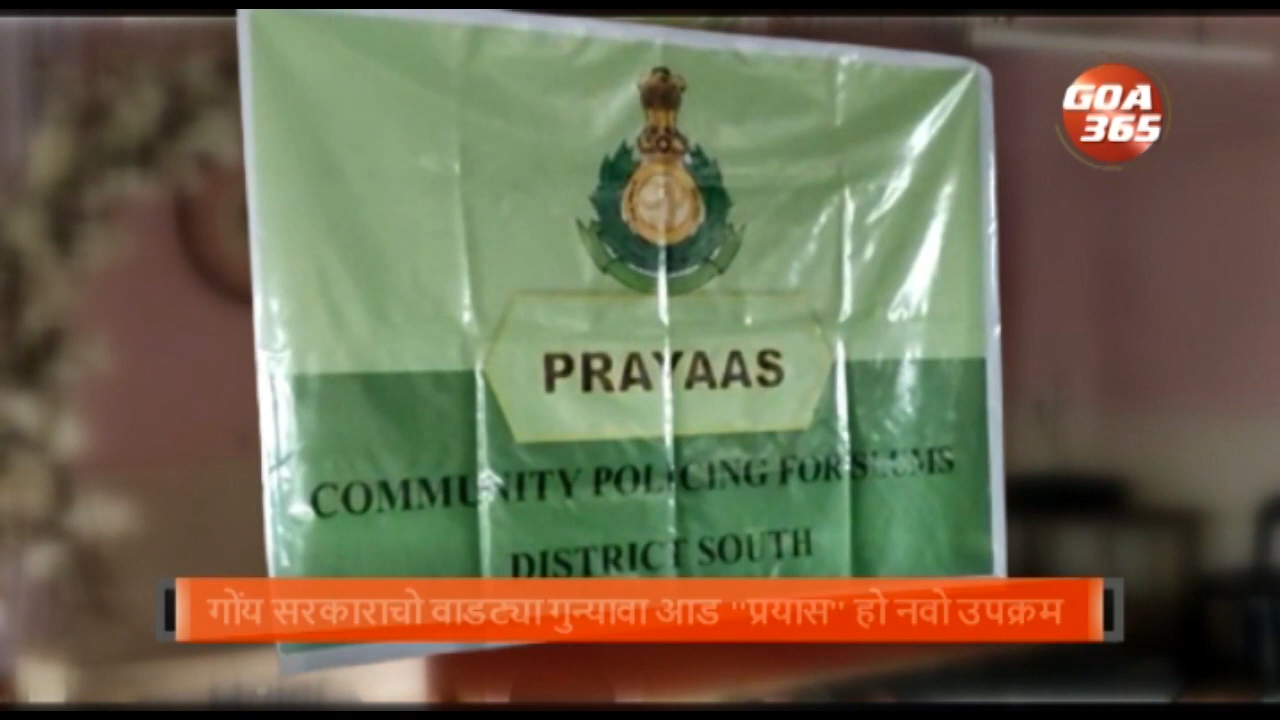 GOA
365
PRAYAAS
COMMUNITY POLICING FOR SLUMS
DISTRICT SOUTH
गोंय सरकाराचो वाडट्या गुन्यावा आड "प्रयास" हो नवो उपक्रम